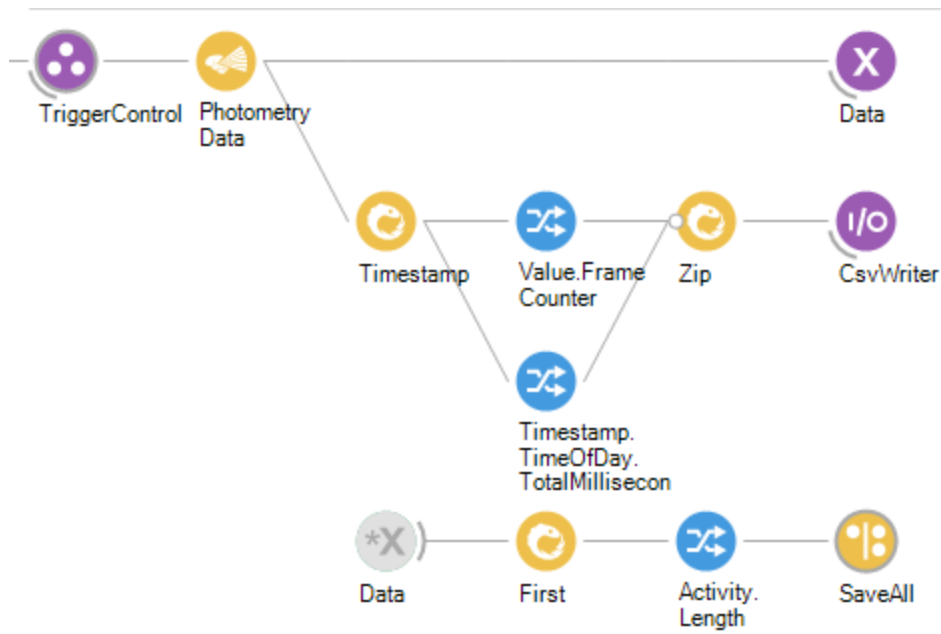 X
TriggerControl
Photometry
Data
Data
I/O
Timestamp
Value.Frame
Counter
Zip
CsvWriter
Timestamp.
TimeOfDay.
TotalMillisecon
*X
Data
First
Activity.
Length
SaveAll